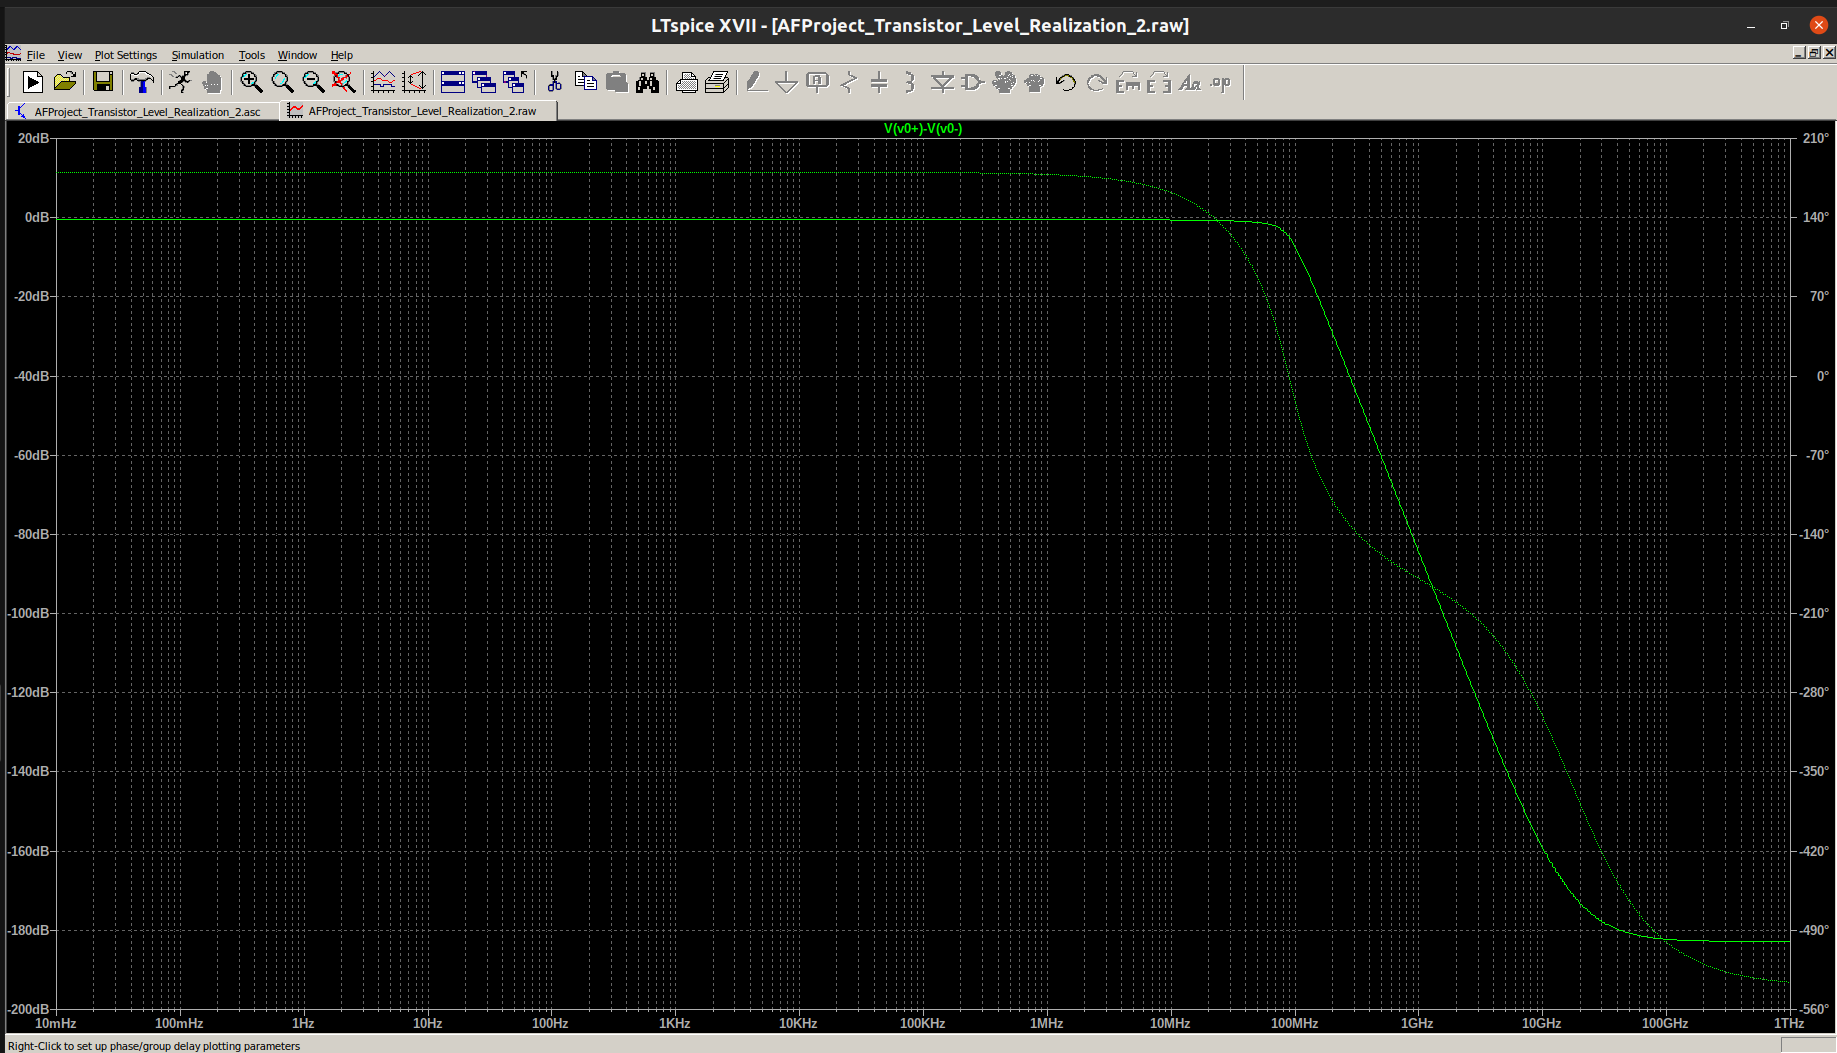 LTspice XVII - [AFProject_Transistor_Level_Realization_2.raw]
File View Plot Settings Simulation Tools Window Help
AFProject_Transistor_Level_Realization_2.asc AFProject_Transistor_Level_Realization_2.raw
V(v0+)-V(v0-)
20dB 210°
0dB 140°
-20dB 70°
-40dB 0°
-60dB -70°
-80dB -140°
-100dB -210°
-120dB -280°
-140dB -350°
-160dB -420°
-180dB -490°
-200dB -560°
10mHz 100mHz 1Hz 10Hz 100Hz 1KHz 10KHz 100KHz 1MHz 10MHz 100MHz 1GHz 10GHz 100GHz 1THz
Right-Click to set up phase/group delay plotting parameters